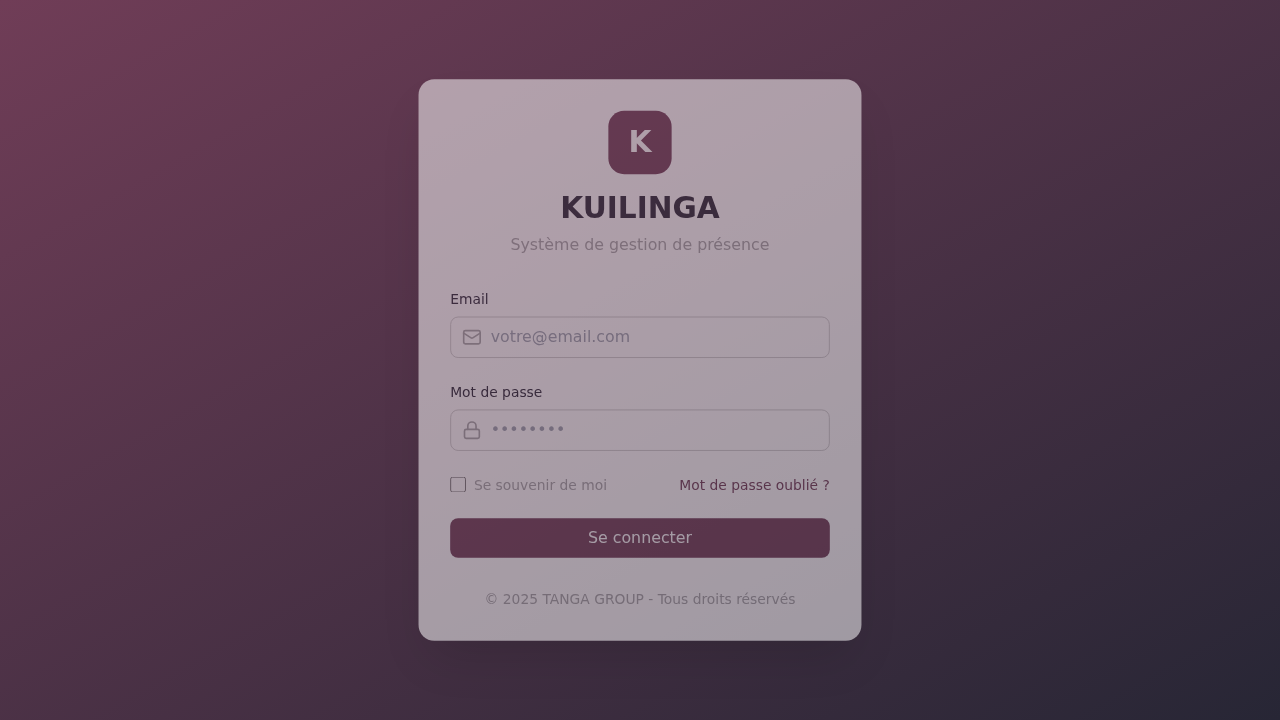 K
KUILINGA
Système de gestion de présence
Email
votre@email.com
Mot de passe
••••••••
Se souvenir de moi
Mot de passe oublié ?
Se connecter
© 2025 TANGA GROUP - Tous droits réservés